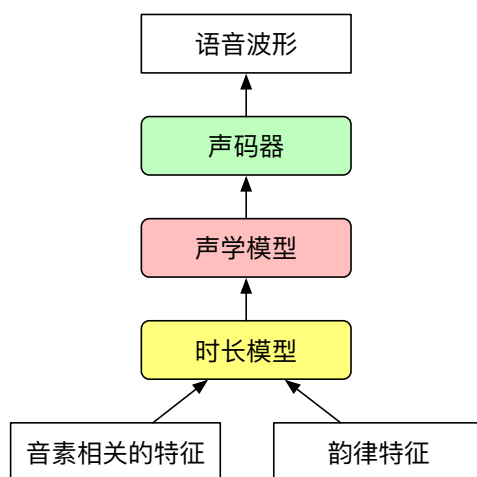 语音波形
声码器
声学模型
时长模型
音素相关的特征
韵律特征